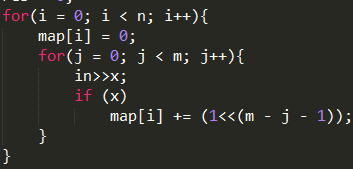 for(i = 0; i < n; i++){
    map[i] = 0;
    for(j = 0; j < m; j++){
        in>>x;
        if (x)
            map[i] += (1<<(m - j - 1));
    }
}